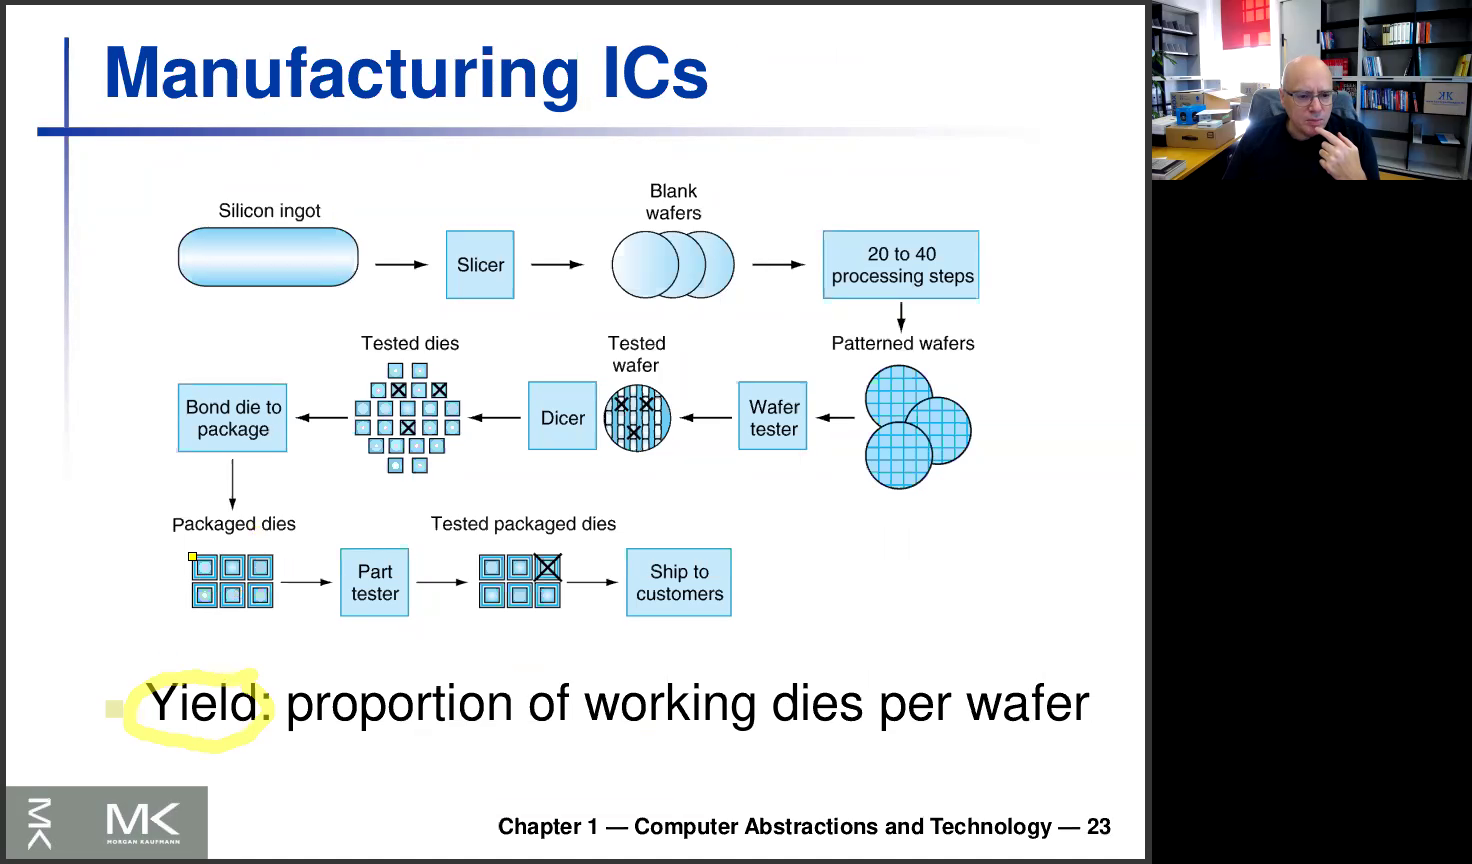 Manufacturing ICs
Silicon ingot
Slicer
Blank
wafers
20 to 40
processing steps
Patterned wafers
Wafer
tester
Tested
wafer
Dicer
Tested dies
Bond die to
package
Packaged dies
Part
tester
Tested packaged dies
Ship to
customers
Yield: proportion of working dies per wafer
MK
MK
MORGAN KAUFMANN
Chapter 1 — Computer Abstractions and Technology — 23